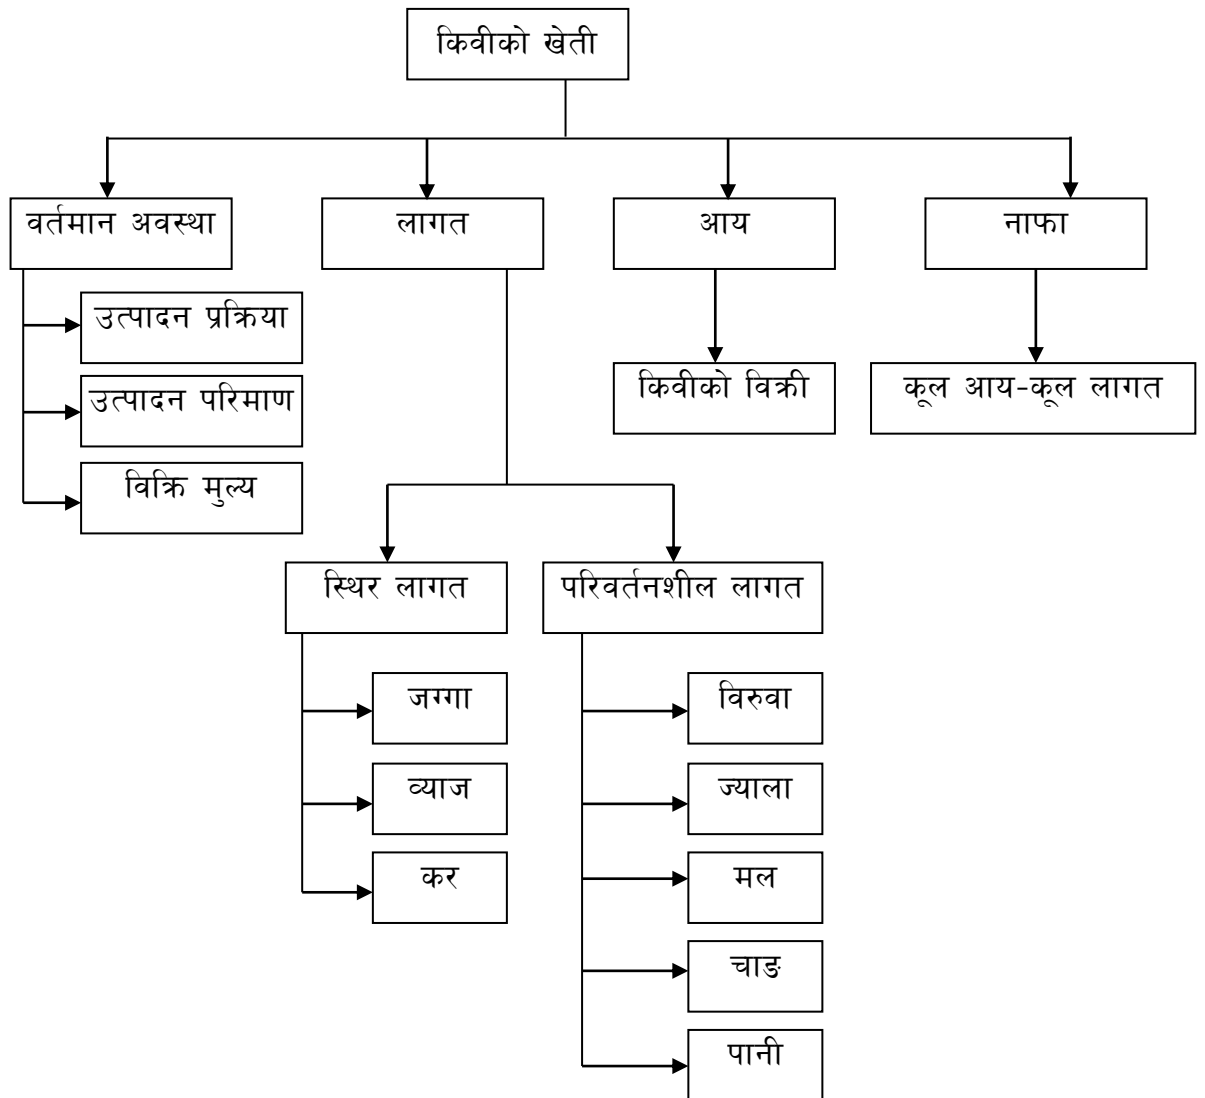 किवीको खेती
वर्तमान अवस्था
लागत
आय
नाफा
उत्पादन प्रक्रिया
उत्पादन परिमाण
विक्रि मुल्य
किवीको विक्री
कूल आय-कूल लागत
स्थिर लागत
परिवर्तनशील लागत
जग्गा
व्याज
कर
विरुवा
ज्याला
मल
चाङ
पानी